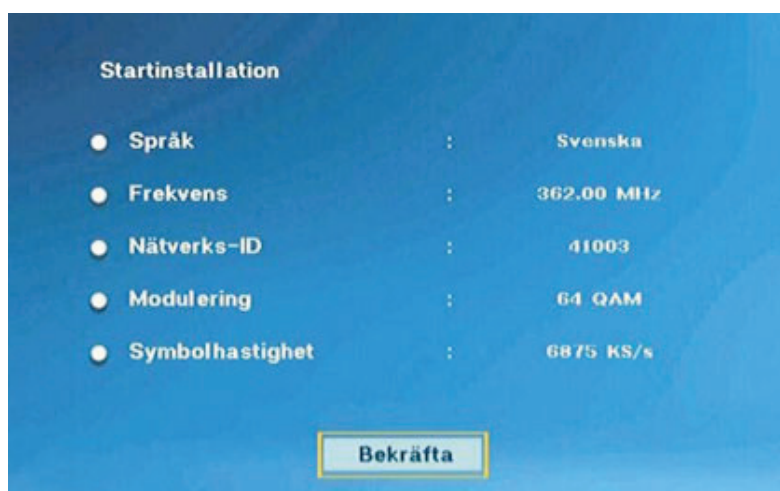 Startinstallation
Språk : Svenska
Frekvens : 362.00 MHz
Nätverks-ID : 41003
Modulering : 64 QAM
Symbolhastighet : 6875 KS/s
Bekräfta